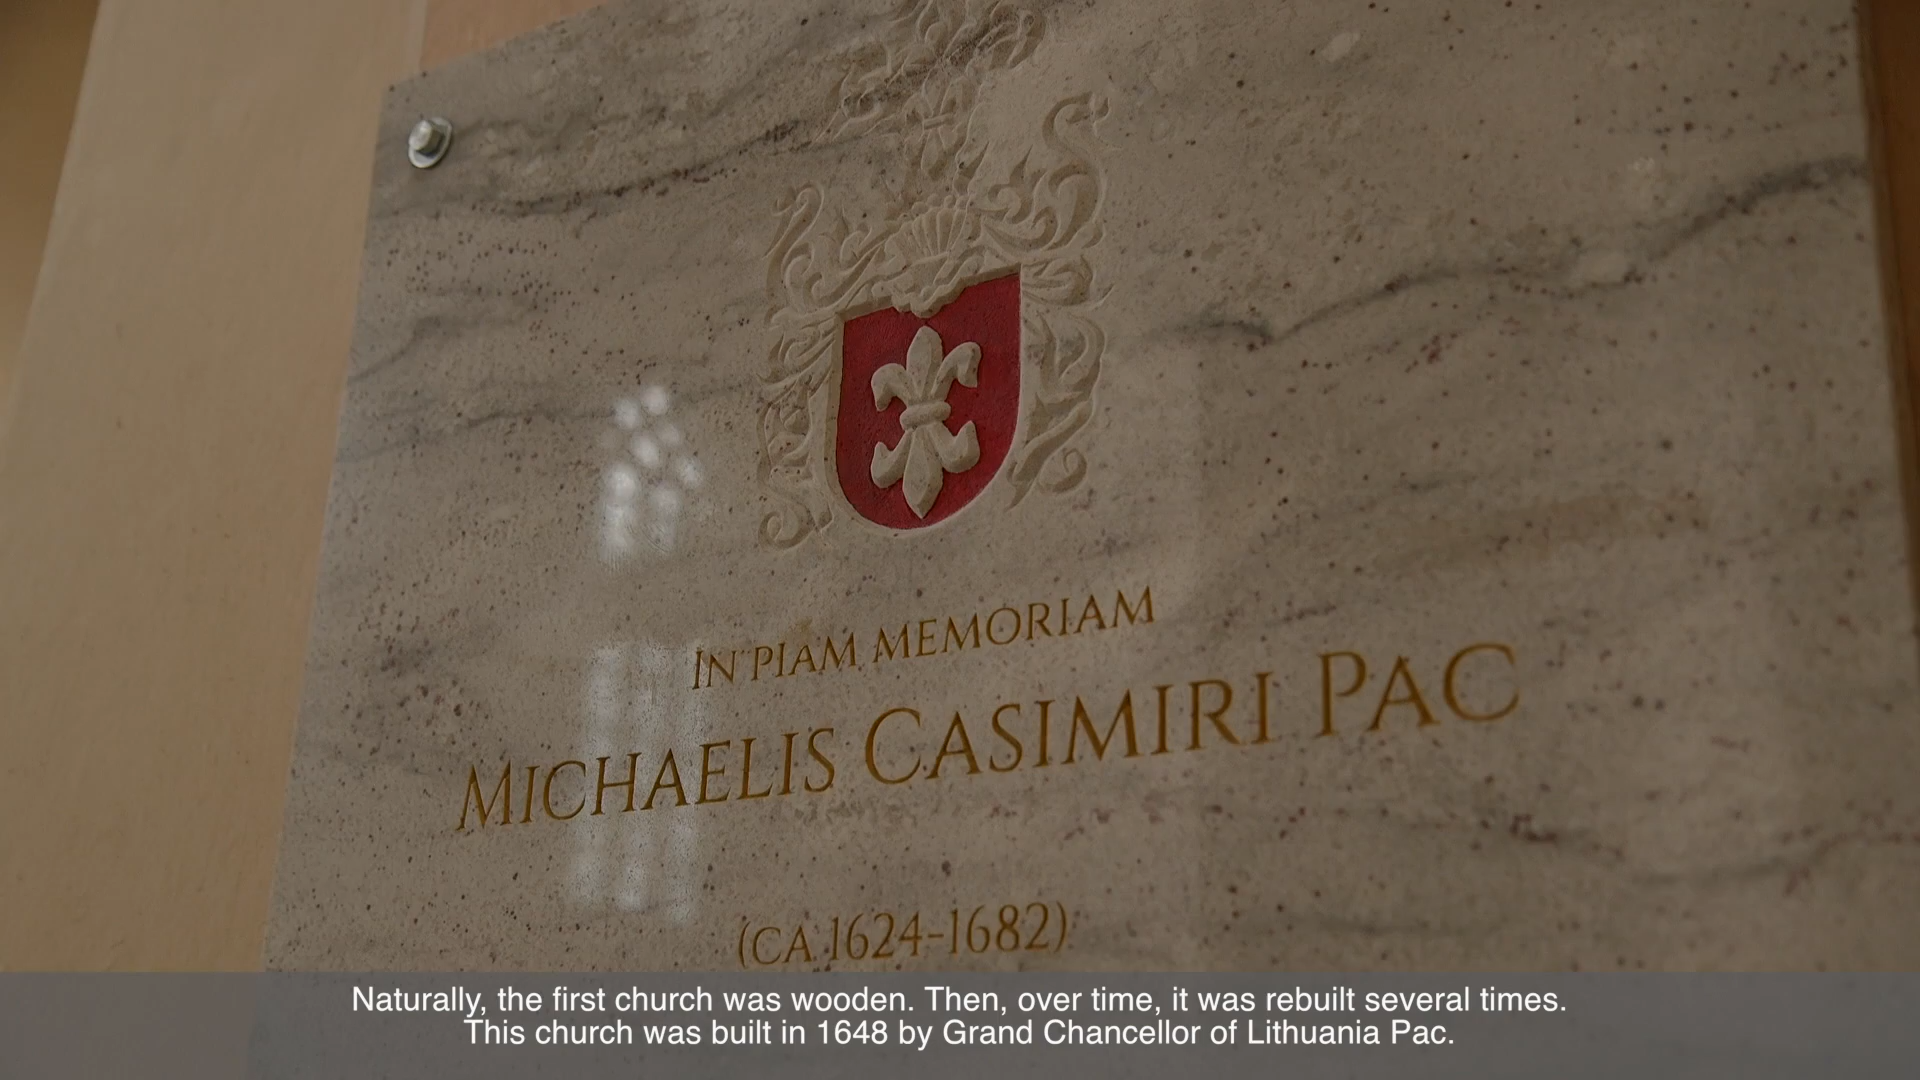 IN PIAM MEMORIAM
MICHAELIS CASIMIRI PAC
(CA 1624-1682)
Naturally, the first church was wooden. Then, over time, it was rebuilt several times.
This church was built in 1648 by Grand Chancellor of Lithuania Pac.